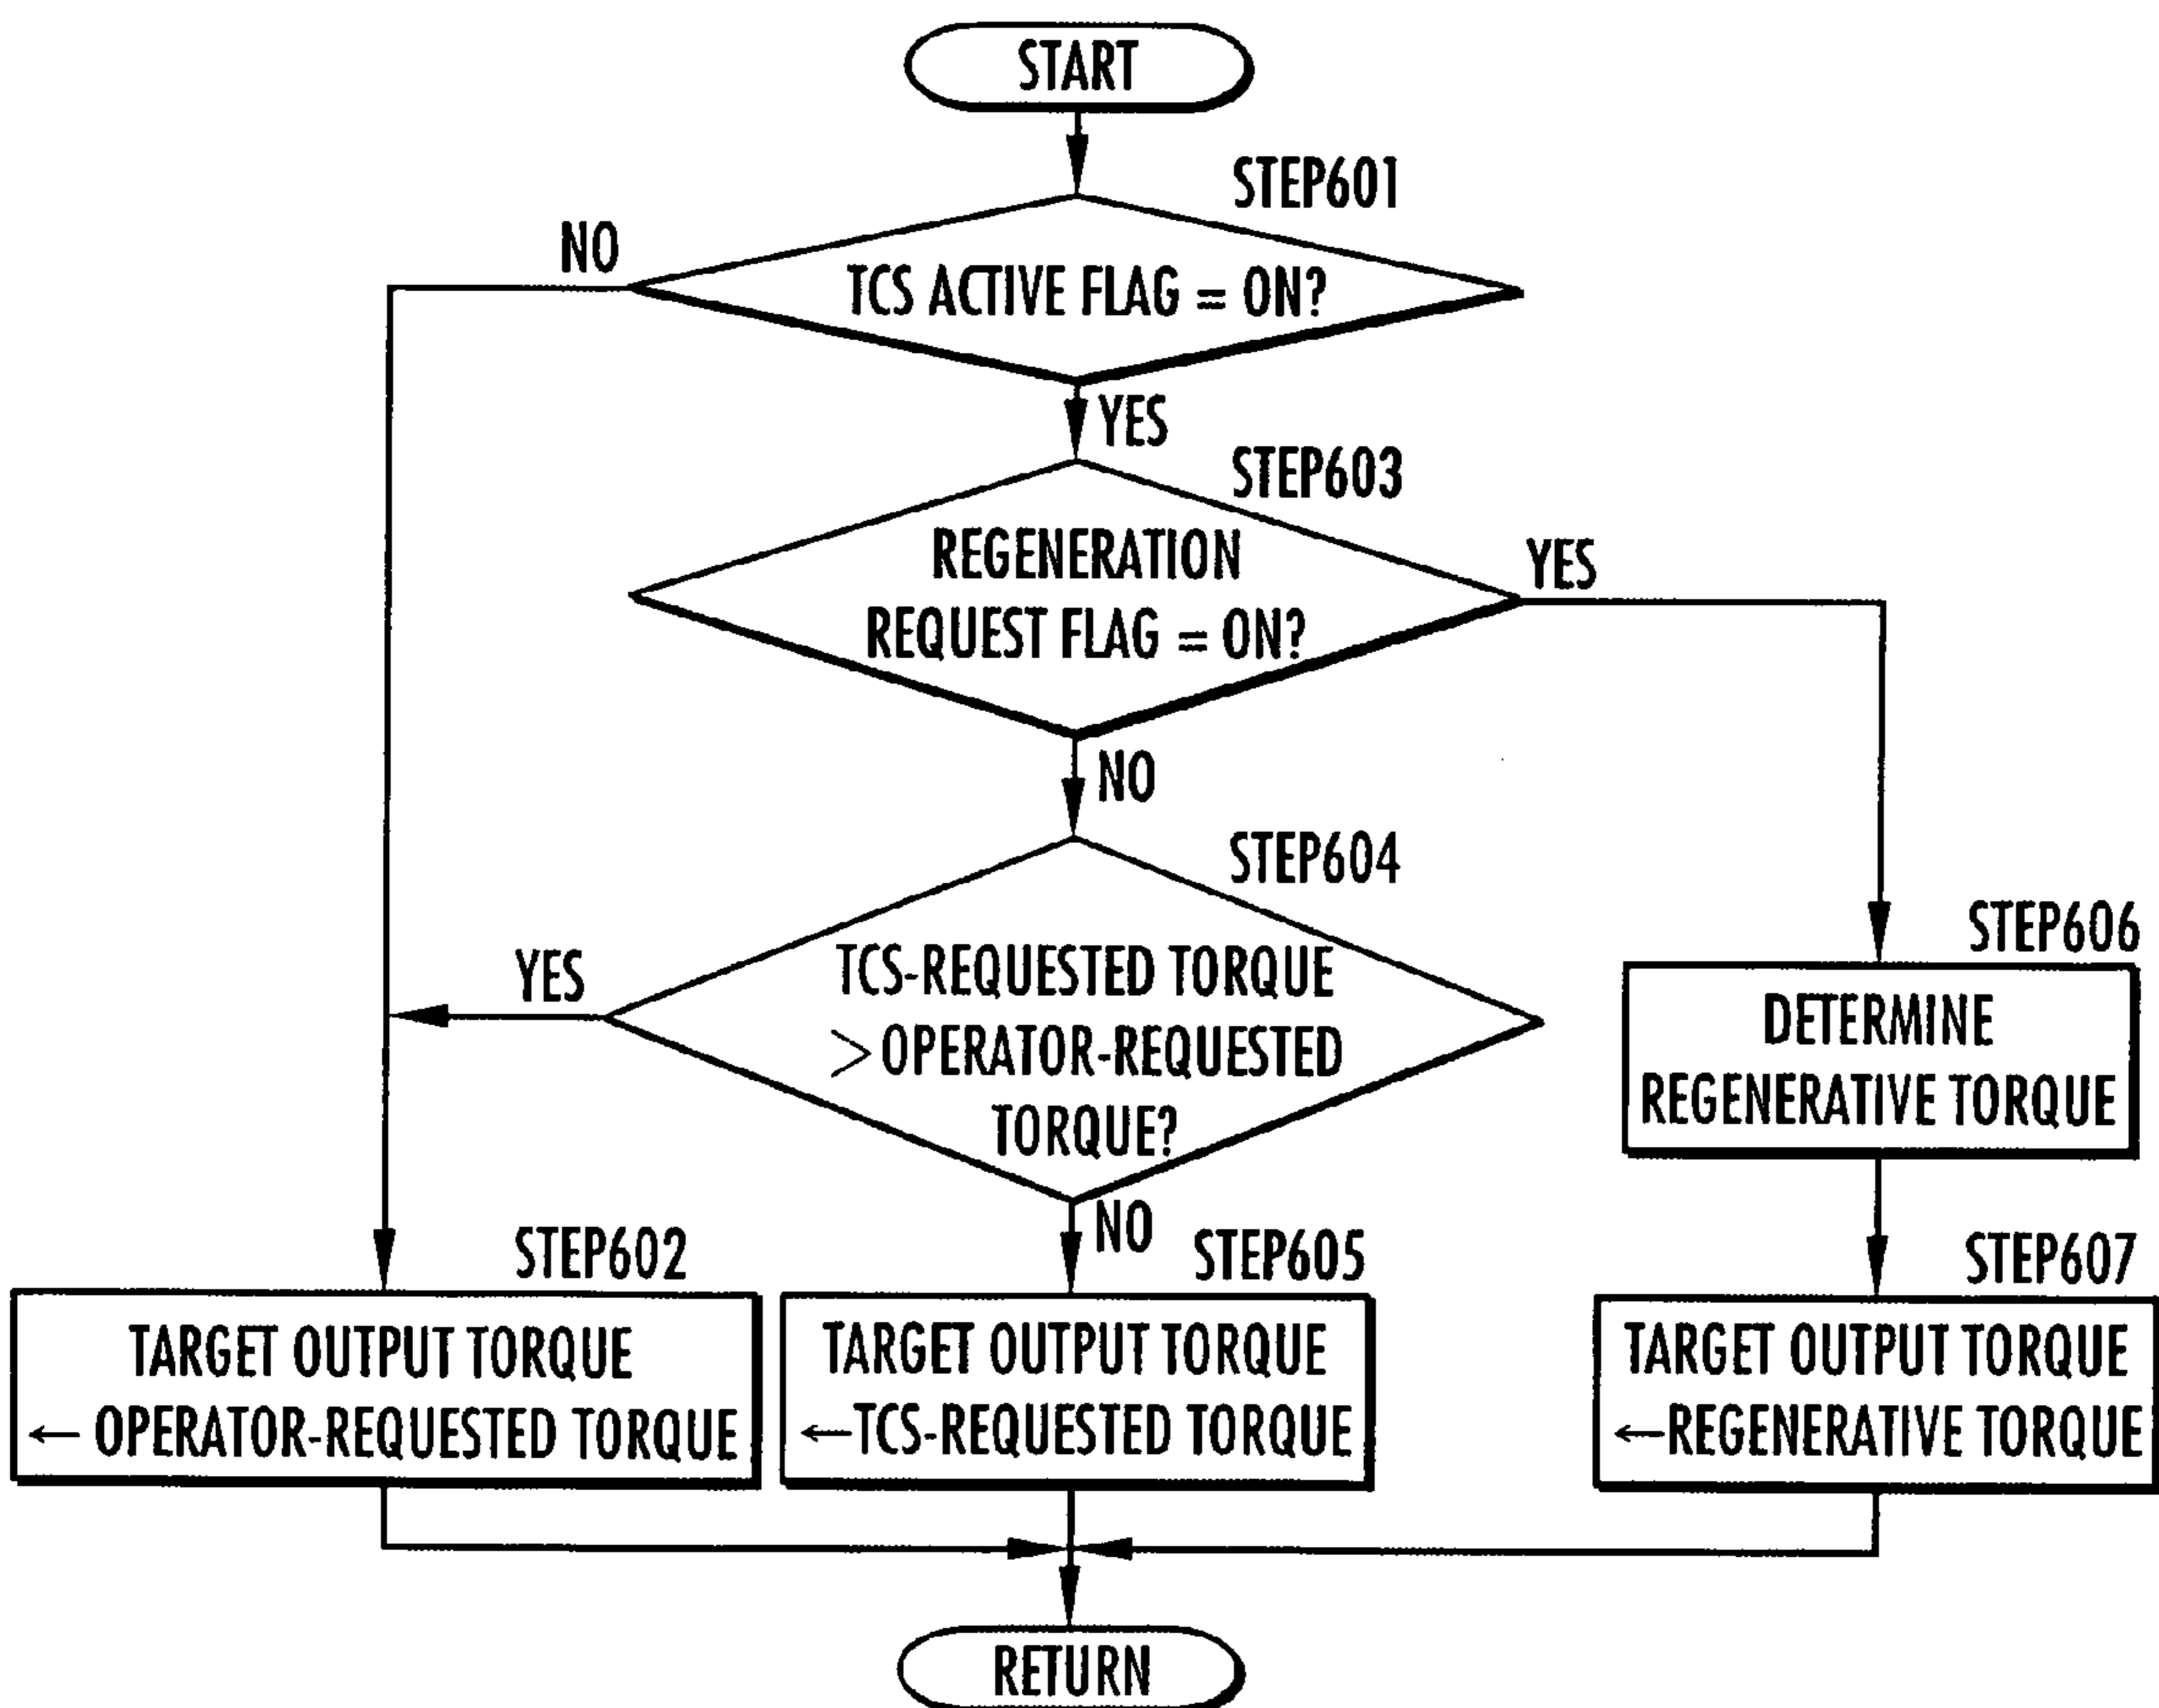 START
STEP601
NO
TCS ACTIVE FLAG = ON?
YES
STEP603
REGENERATION
REQUEST FLAG = ON?
YES
NO
STEP604
YES
TCS-REQUESTED TORQUE
>OPERATOR-REQUESTED
TORQUE?
STEP606
DETERMINE
REGENERATIVE TORQUE
NO
STEP602
TARGET OUTPUT TORQUE
← OPERATOR-REQUESTED TORQUE
STEP605
TARGET OUTPUT TORQUE
←TCS-REQUESTED TORQUE
STEP607
TARGET OUTPUT TORQUE
←REGENERATIVE TORQUE
RETURN